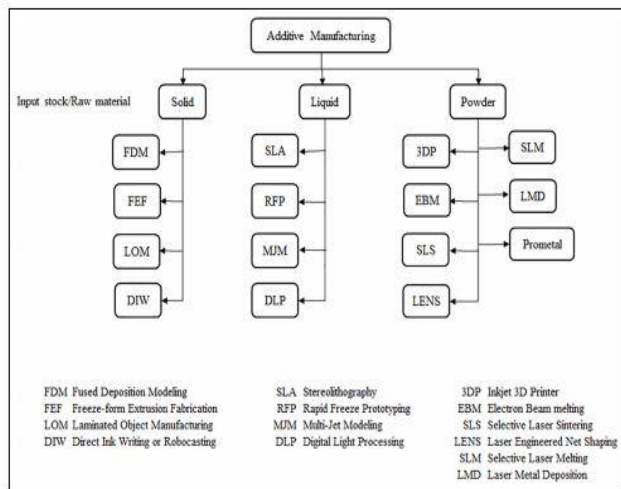 Additive Manufacturing
Input stock/Raw material
Solid
Liquid
Powder
FDM
SLA
3DP
SLM
FEF
RFP
EBM
LMD
LOM
MJM
SLS
Prometal
DIW
DLP
LENS
FDM Fused Deposition Modeling
FEF Freeze-form Extrusion Fabrication
LOM Laminated Object Manufacturing
DIW Direct Ink Writing or Robocasting
SLA Stereolithography
RFP Rapid Freeze Prototyping
MJM Multi-Jet Modeling
DLP Digital Light Processing
3DP Inkjet 3D Printer
EBM Electron Beam melting
SLS Selective Laser Sintering
LENS Laser Engineered Net Shaping
SLM Selective Laser Melting
LMD Laser Metal Deposition